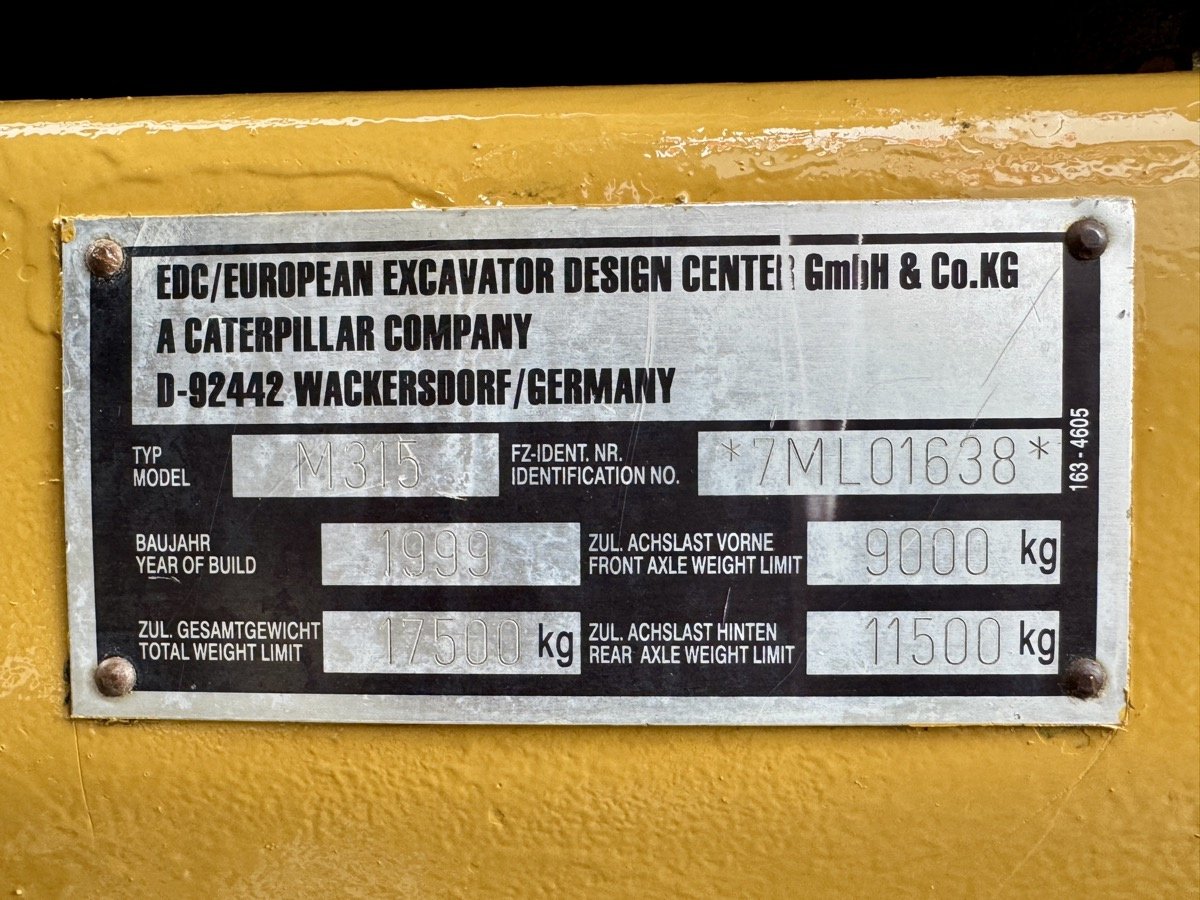 EDC/EUROPEAN EXCAVATOR DESIGN CENTER GmbH & Co.KG
A CATERPILLAR COMPANY
D-92442 WACKERSDORF/GERMANY
TYP
MODEL
M315
FZ-IDENT. NR.
IDENTIFICATION NO.
*7ML01638*
163 - 4605
BAUJAHR
YEAR OF BUILD
1999
ZUL. ACHSLAST VORNE
FRONT AXLE WEIGHT LIMIT
9000 kg
ZUL. GESAMTGEWICHT
TOTAL WEIGHT LIMIT
17500 kg
ZUL. ACHSLAST HINTEN
REAR AXLE WEIGHT LIMIT
11500 kg